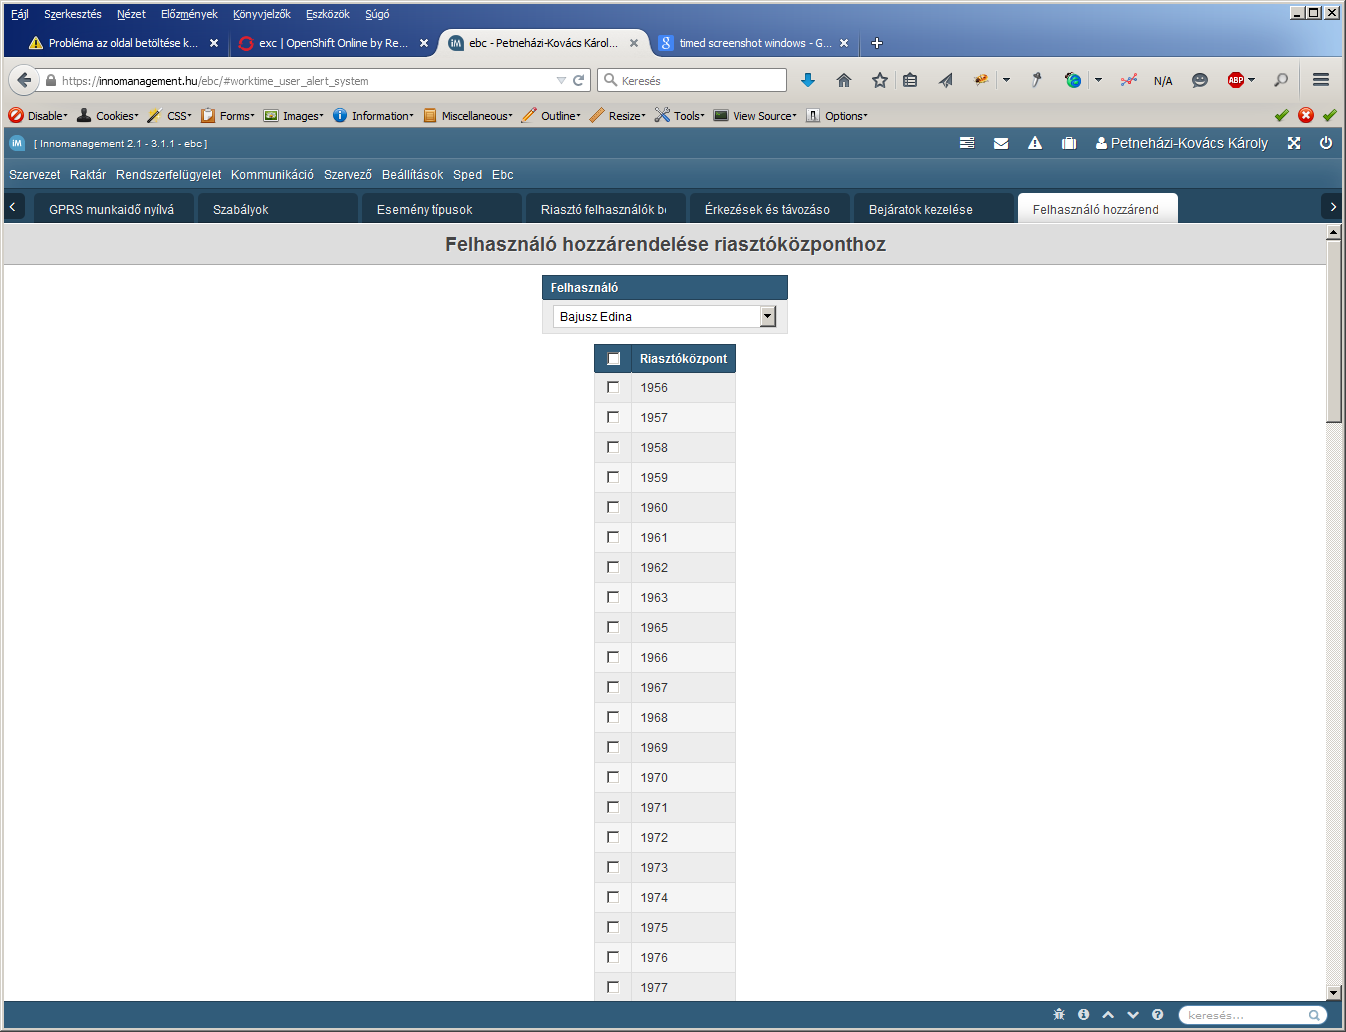 Fájl Szerkesztés Nézet Előzmények Könyvjelzők Eszközök Súgó
Probléma az oldal betöltése k... exc | OpenShift Online by Re... ebc - Petneházi-Kovács Károl... timed screenshot windows - G...
https://innomanagement.hu/ebc/#worktime_user_alert_system Keresés N/A ABP
Disable Cookies CSS Forms Images Information Miscellaneous Outline Resize Tools View Source Options
iM [ Innomanagement 2.1 - 3.1.1 - ebc ] Petneházi-Kovács Károly
Szervezet Raktár Rendszerfelügyelet Kommunikáció Szervező Beállítások Sped Ebc
GPRS munkaidő nyilvá Szabályok Esemény típusok Riasztó felhasználók be Érkezések és távozáso Bejáratok kezelése Felhasználó hozzárend
Felhasználó hozzárendelése riasztóközponthoz
Felhasználó
Bajusz Edina
Riasztóközpont
1956
1957
1958
1959
1960
1961
1962
1963
1965
1966
1967
1968
1969
1970
1971
1972
1973
1974
1975
1976
1977
keresés...